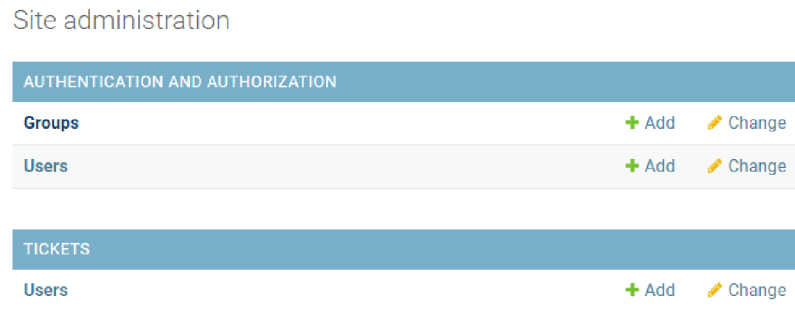 Site administration
AUTHENTICATION AND AUTHORIZATION
Groups Add Change
Users Add Change
TICKETS
Users Add Change